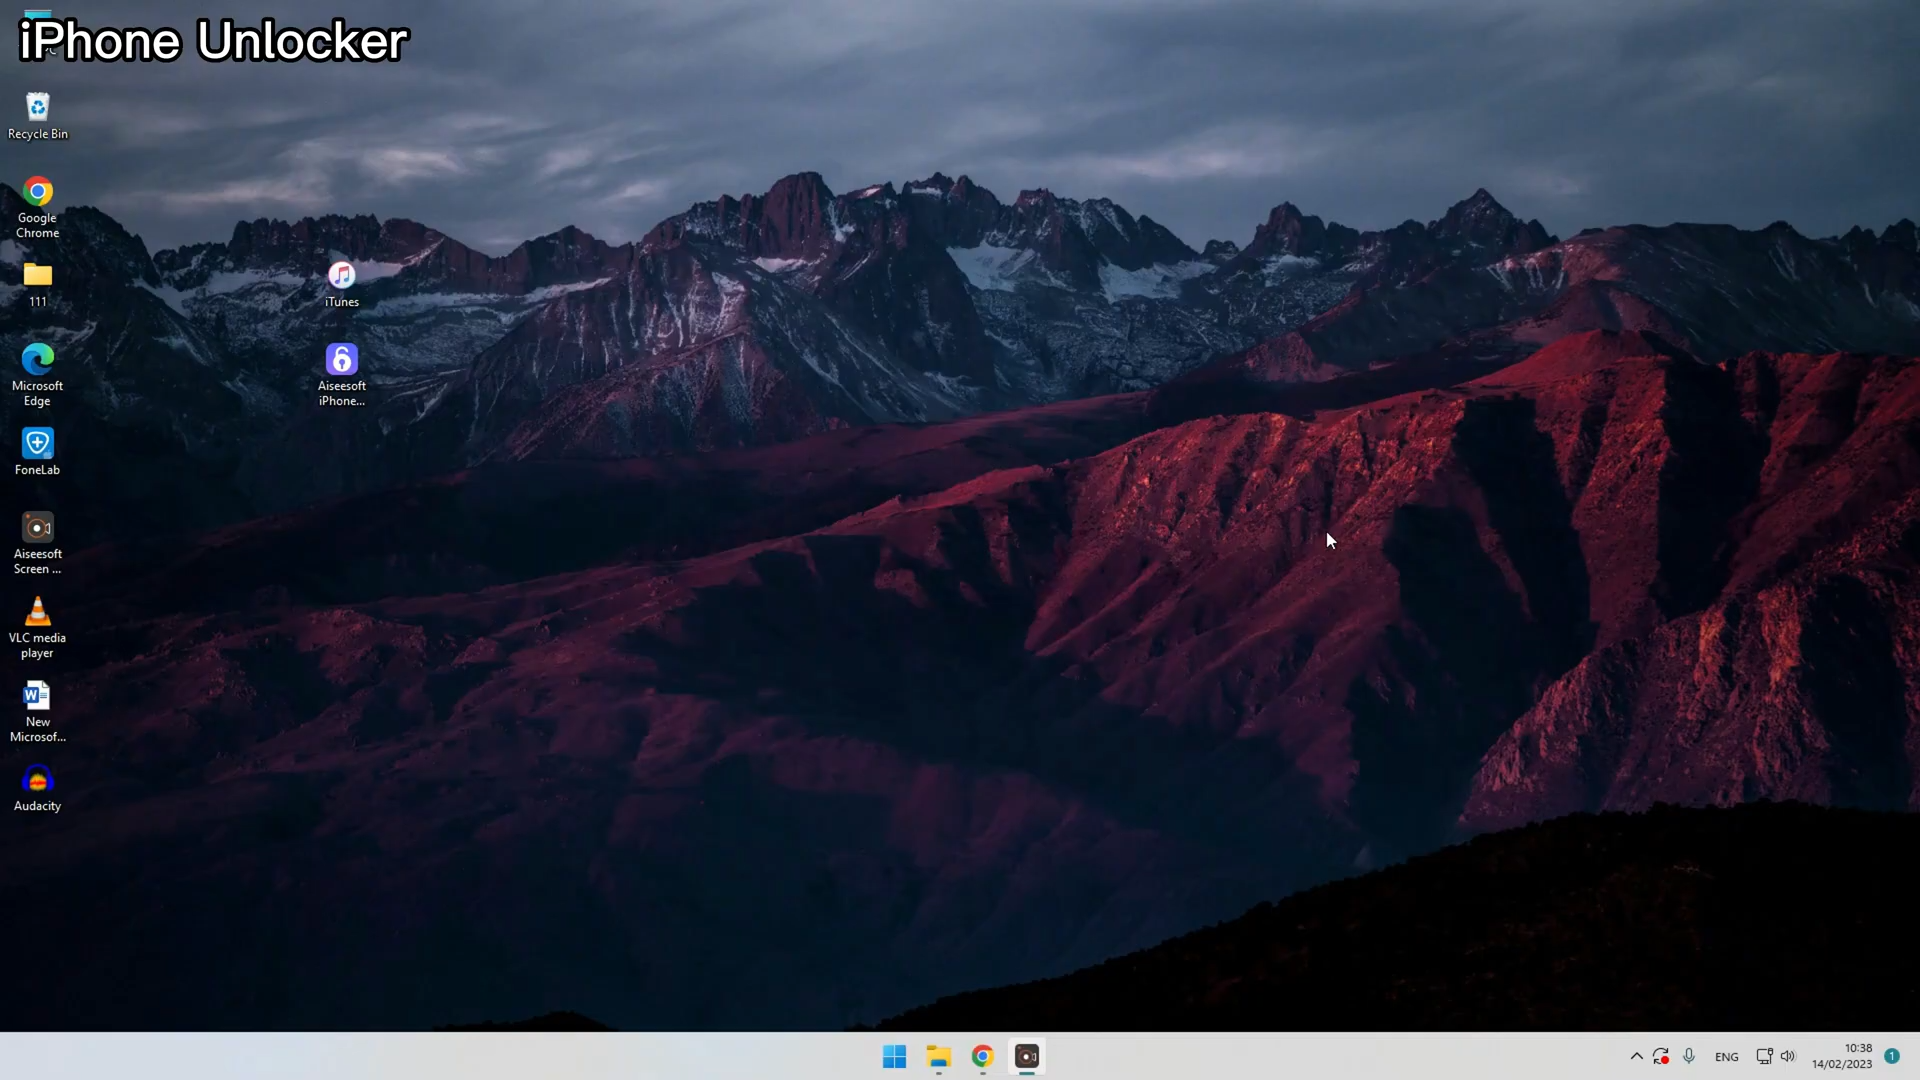 iPhone Unlocker
Recycle Bin
Google
Chrome
111
iTunes
Microsoft
Edge
Aiseesoft
iPhone...
FoneLab
Aiseesoft
Screen ...
VLC media
player
New
Microsof...
Audacity
ENG
10:38
14/02/2023
1